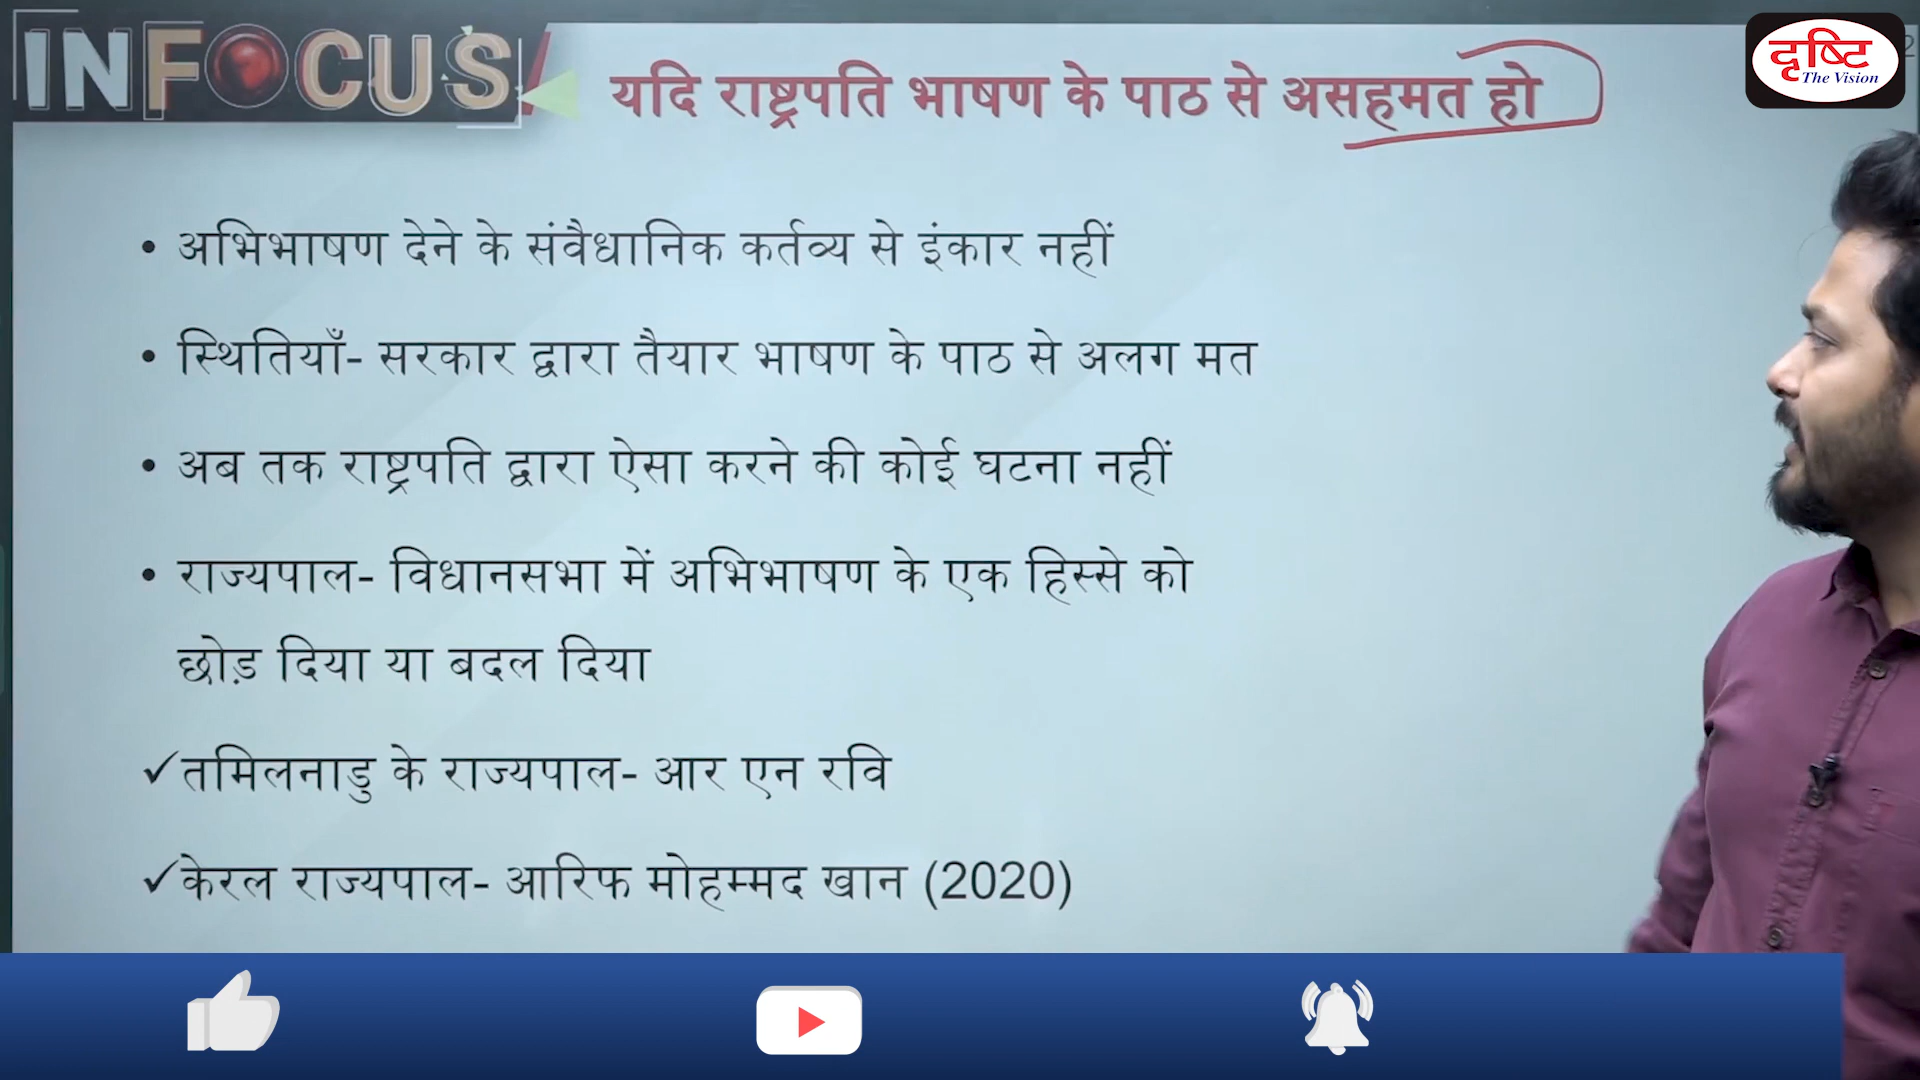 INFOCUS
यदि राष्ट्रपति भाषण के पाठ से असहमत हो
दृष्टि
The Vision
• अभिभाषण देने के संवैधानिक कर्तव्य से इंकार नहीं
• स्थितियाँ- सरकार द्वारा तैयार भाषण के पाठ से अलग मत
• अब तक राष्ट्रपति द्वारा ऐसा करने की कोई घटना नहीं
• राज्यपाल- विधानसभा में अभिभाषण के एक हिस्से को
छोड़ दिया या बदल दिया
✓तमिलनाडु के राज्यपाल- आर एन रवि
✓केरल राज्यपाल- आरिफ मोहम्मद खान (2020)